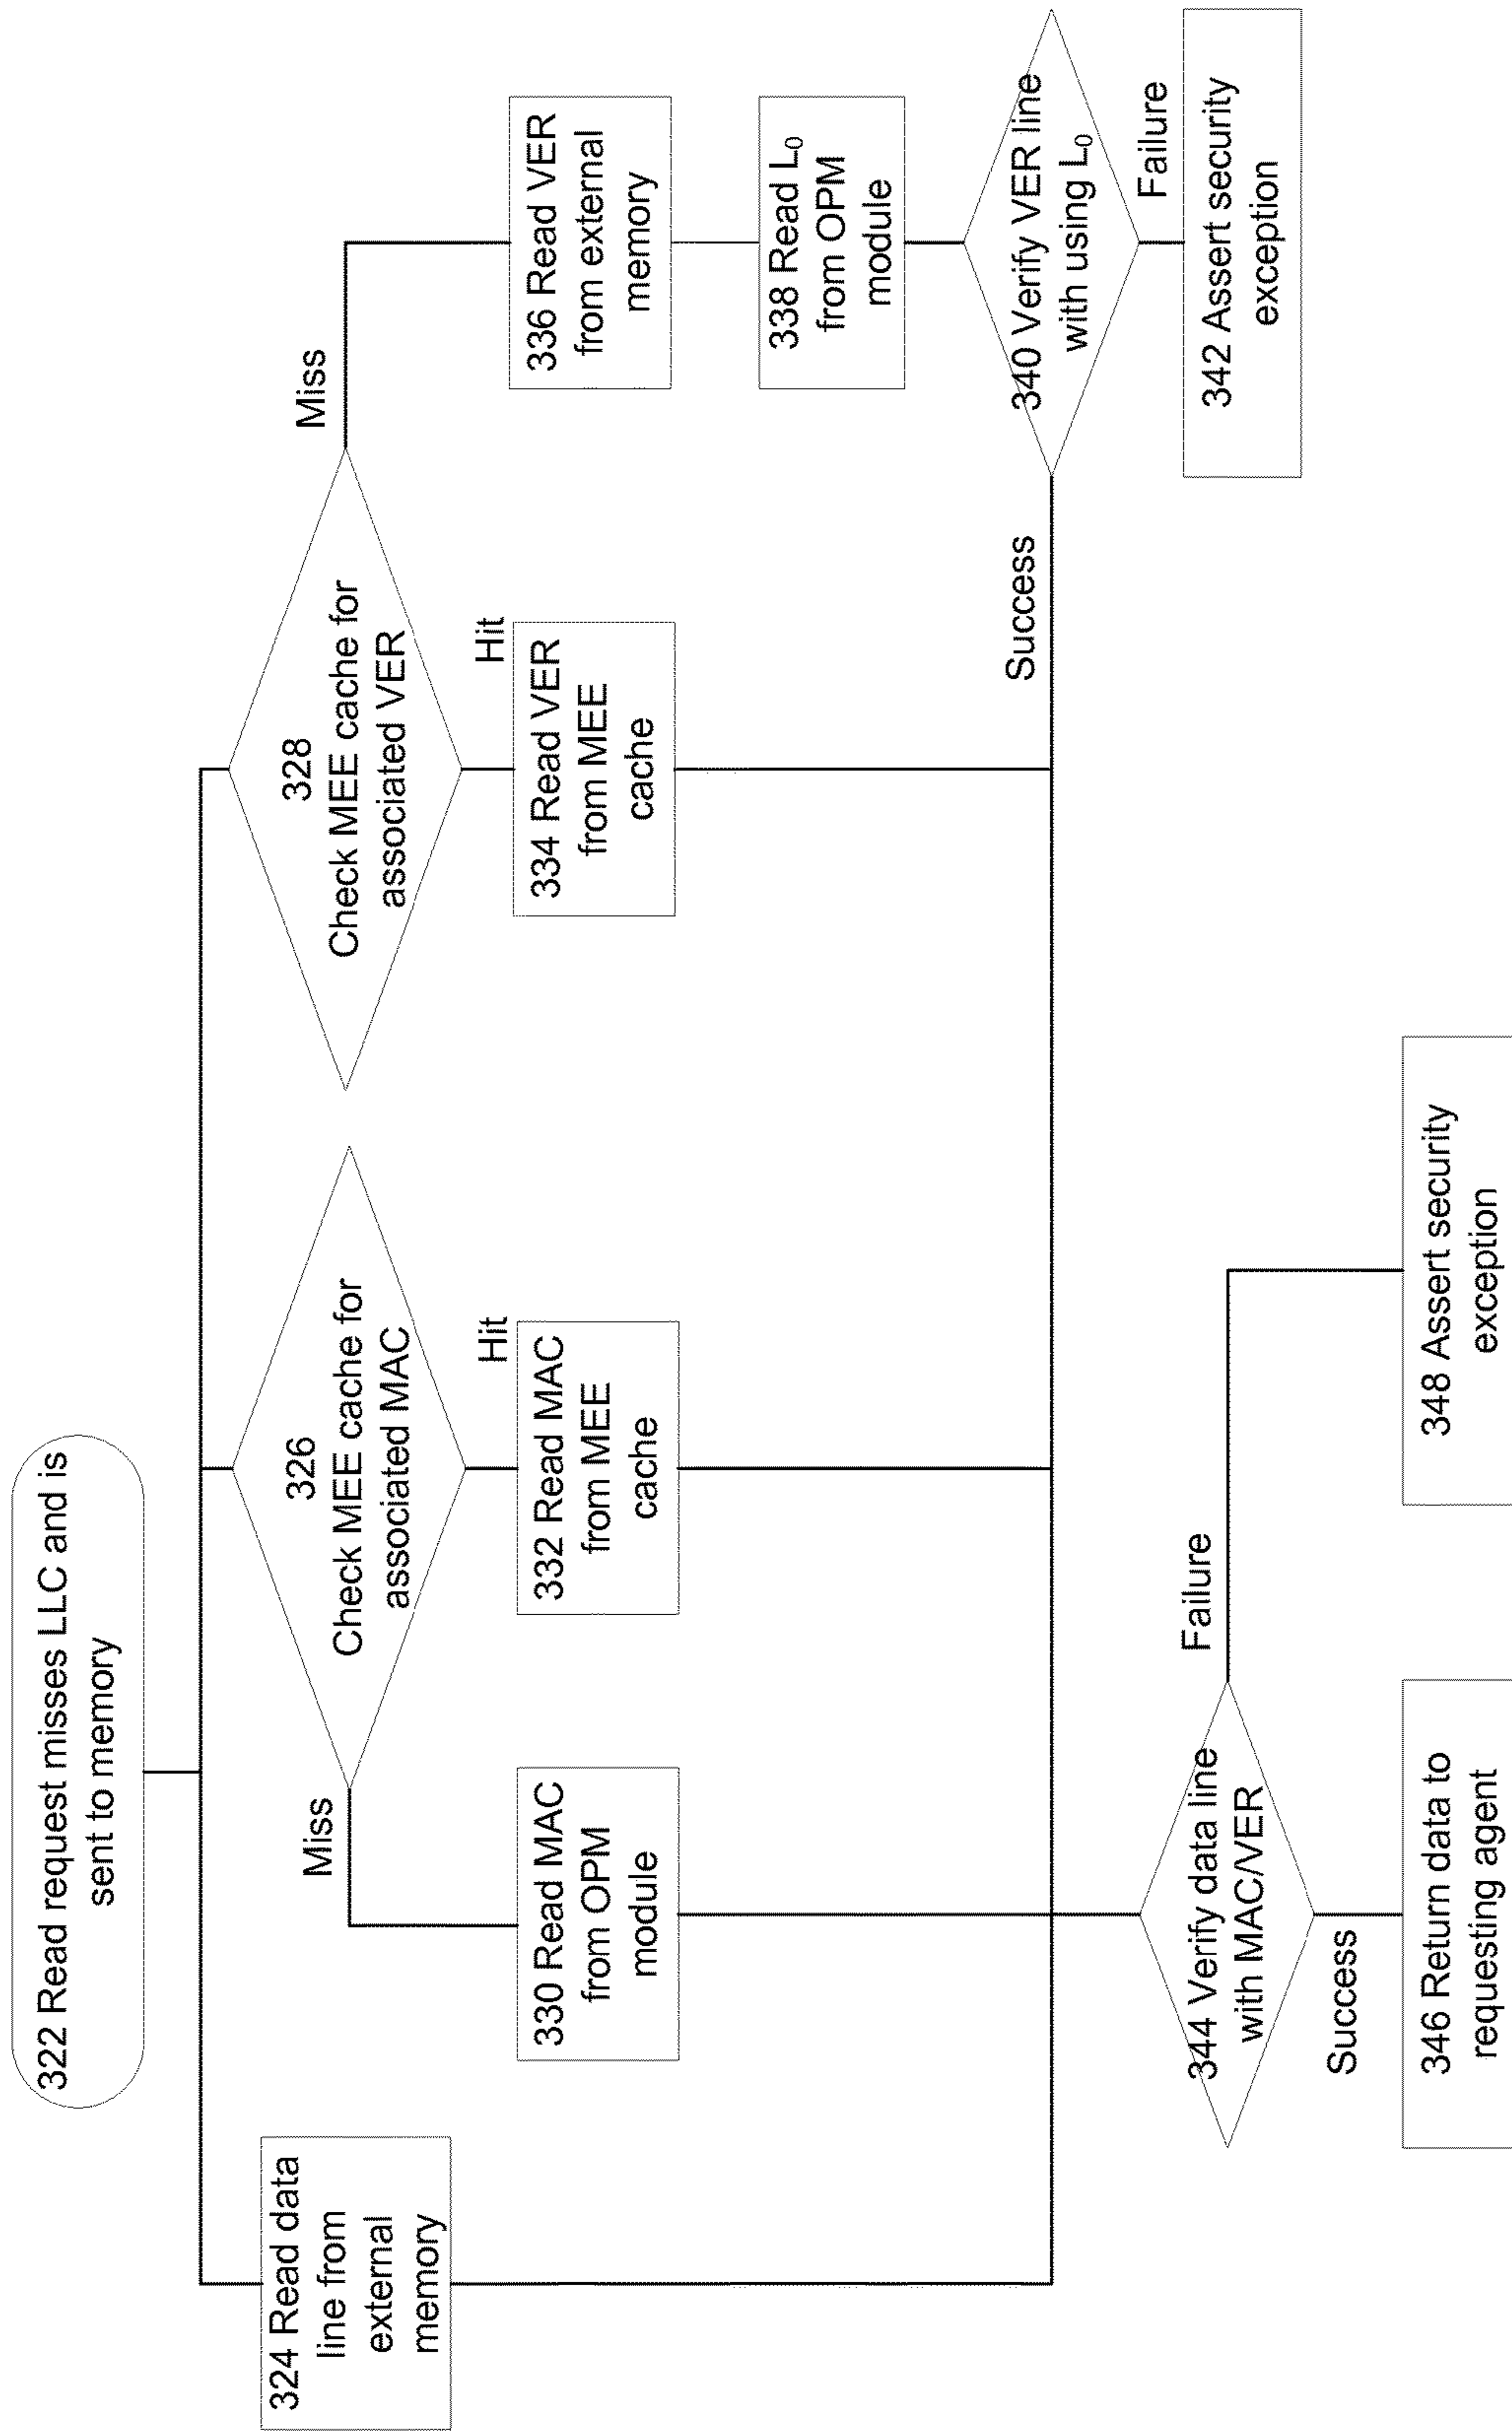 322 Read request misses LLC and is
sent to memory
324 Read data
line from
external
memory
326
Check MEE cache for
associated MAC
328
Check MEE cache for
associated VER
Miss
Hit
Hit
Miss
330 Read MAC
from OPM
module
332 Read MAC
from MEE
cache
334 Read VER
from MEE
cache
336 Read VER
from external
memory
338 Read L₀
from OPM
module
340 Verify VER line
with using L₀
Success
Failure
342 Assert security
exception
344 Verify data line
with MAC/VER
Failure
Success
346 Return data to
requesting agent
348 Assert security
exception